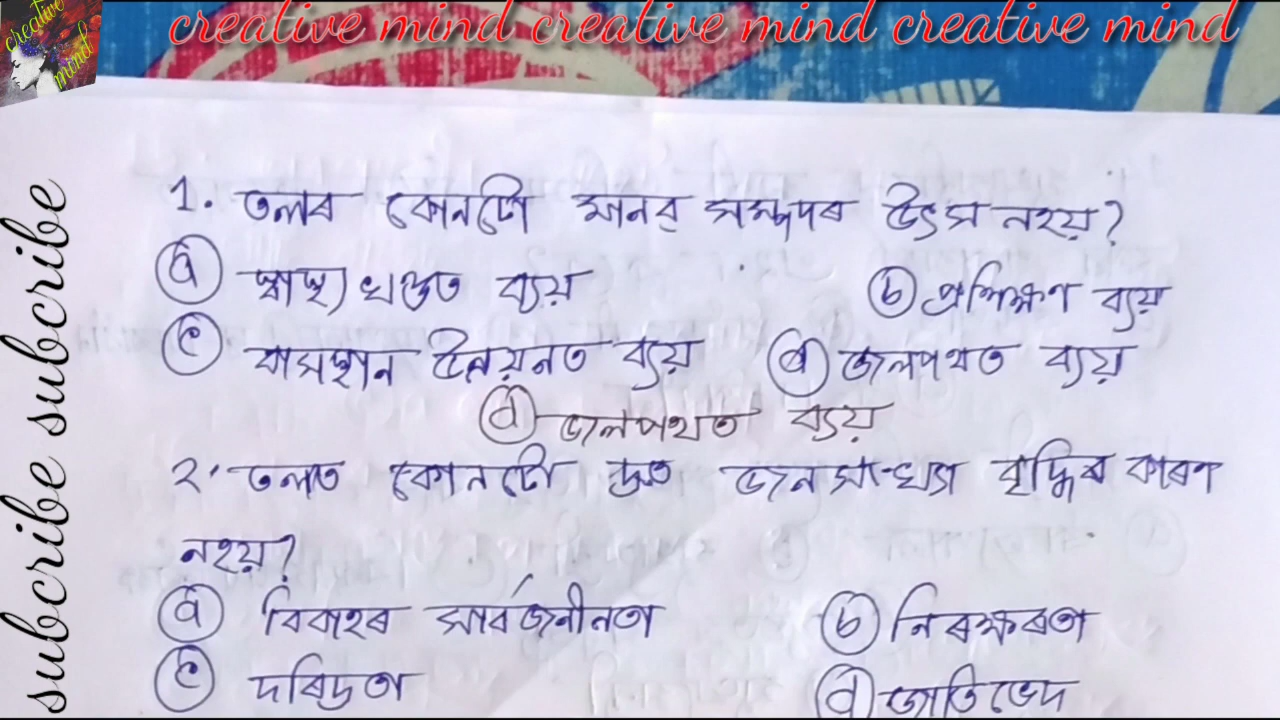 creative mind creative mind creative mind
creative mind
subcribe subcribe
1. তলৰ কোনটো মানৱ সম্পদৰ উৎস নহয়?
a স্বাস্থ্য খণ্ডত ব্যয়
b প্ৰশিক্ষণ ব্যয়
c বাসস্থান উন্নয়নত ব্যয়
d জলপথত ব্যয়
d জলপথত ব্যয়
২. তলত কোনটো দ্ৰুত জনসংখ্যা বৃদ্ধিৰ কাৰণ
নহয়?
a বিবাহৰ সাৰ্বজনীনতা
b নিৰক্ষৰতা
c দৰিদ্ৰতা
d জাতিভেদ